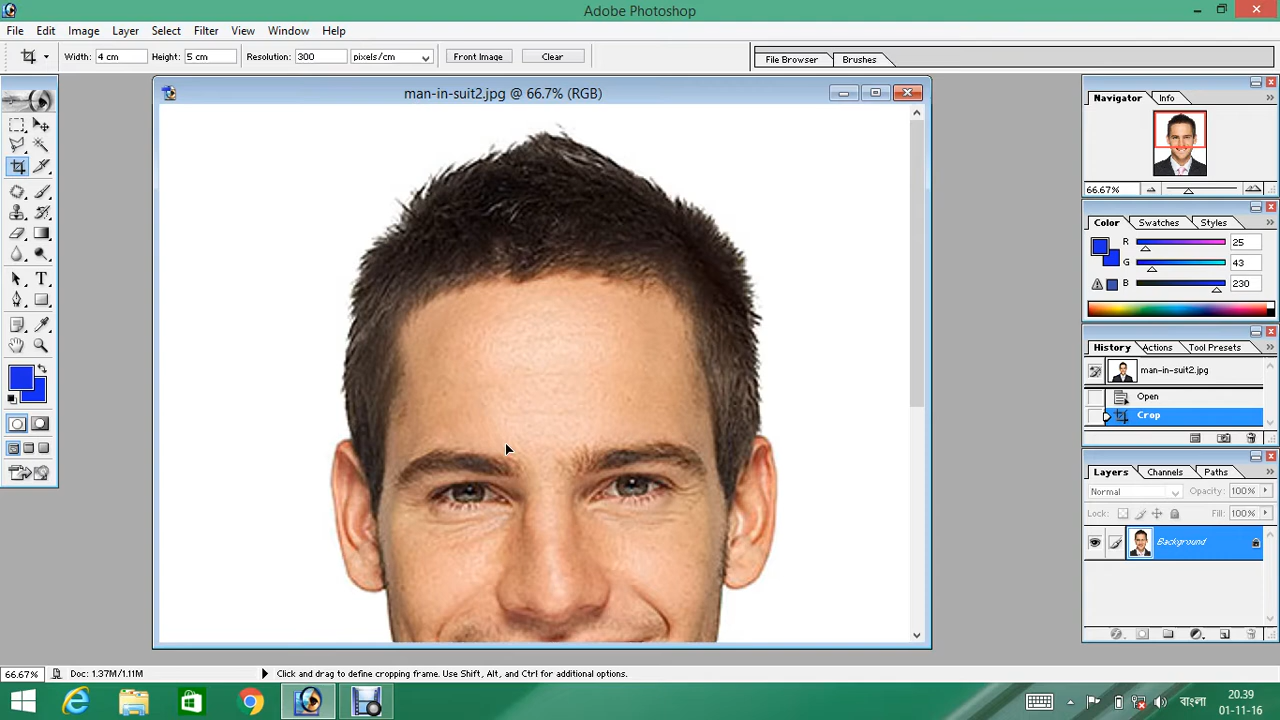 Adobe Photoshop
File Edit Image Layer Select Filter View Window Help
Width: 4 cm Height: 5 cm Resolution: 300 pixels/cm Front Image Clear File Browser Brushes
man-in-suit2.jpg @ 66.7% (RGB)
Navigator Info
66.67%
Color Swatches Styles
R 25
G 43
B 230
History Actions Tool Presets
man-in-suit2.jpg
Open
Crop
Layers Channels Paths
Normal Opacity: 100%
Lock: Fill: 100%
Background
66.67% Doc: 1.37M/1.11M Click and drag to define cropping frame. Use Shift, Alt, and Ctrl for additional options.
বাংলা 20.39
01-11-16